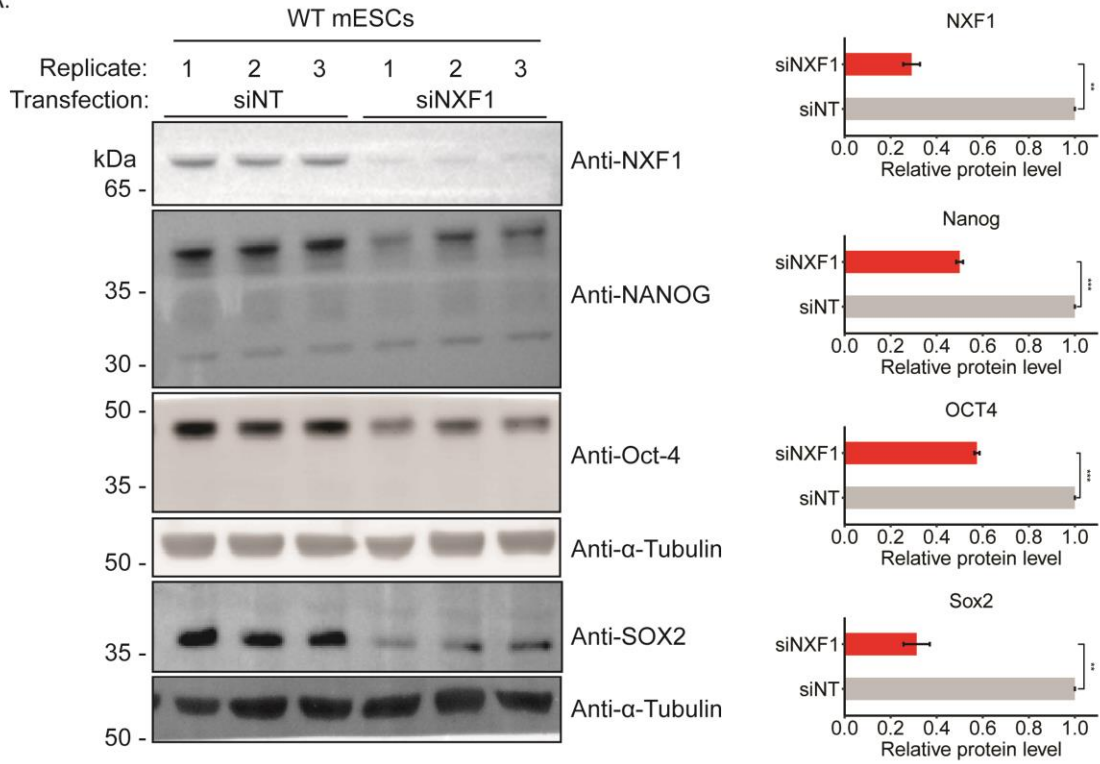 A.
WT mESCs
Replicate: 1 2 3 1 2 3
Transfection: siNT siNXF1
kDa
65 -
Anti-NXF1
35 -
30 -
Anti-NANOG
50 -
35 -
Anti-Oct-4
50 -
Anti-α-Tubulin
35 -
Anti-SOX2
50 -
Anti-α-Tubulin
NXF1
siNXF1
siNT
**
0.0 0.2 0.4 0.6 0.8 1.0
Relative protein level
Nanog
siNXF1
siNT
***
0.0 0.2 0.4 0.6 0.8 1.0
Relative protein level
OCT4
siNXF1
siNT
***
0.0 0.2 0.4 0.6 0.8 1.0
Relative protein level
Sox2
siNXF1
siNT
**
0.0 0.2 0.4 0.6 0.8 1.0
Relative protein level